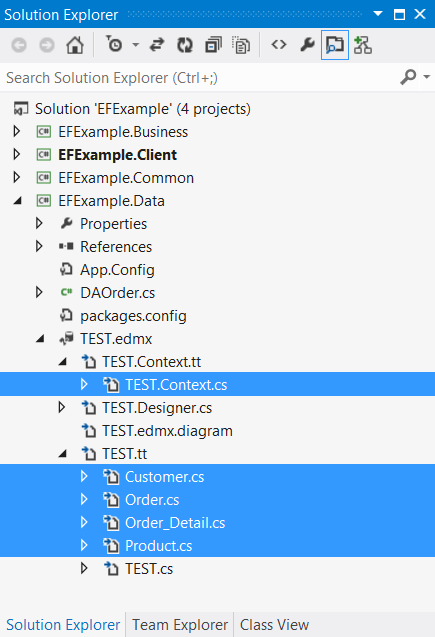 Solution Explorer
Search Solution Explorer (Ctrl+;)
Solution 'EFExample' (4 projects)
C# EFExample.Business
C# EFExample.Client
C# EFExample.Common
C# EFExample.Data
Properties
References
App.Config
C# DAOrder.cs
packages.config
TEST.edmx
TEST.Context.tt
TEST.Context.cs
TEST.Designer.cs
TEST.edmx.diagram
TEST.tt
Customer.cs
Order.cs
Order_Detail.cs
Product.cs
TEST.cs
Solution Explorer Team Explorer Class View